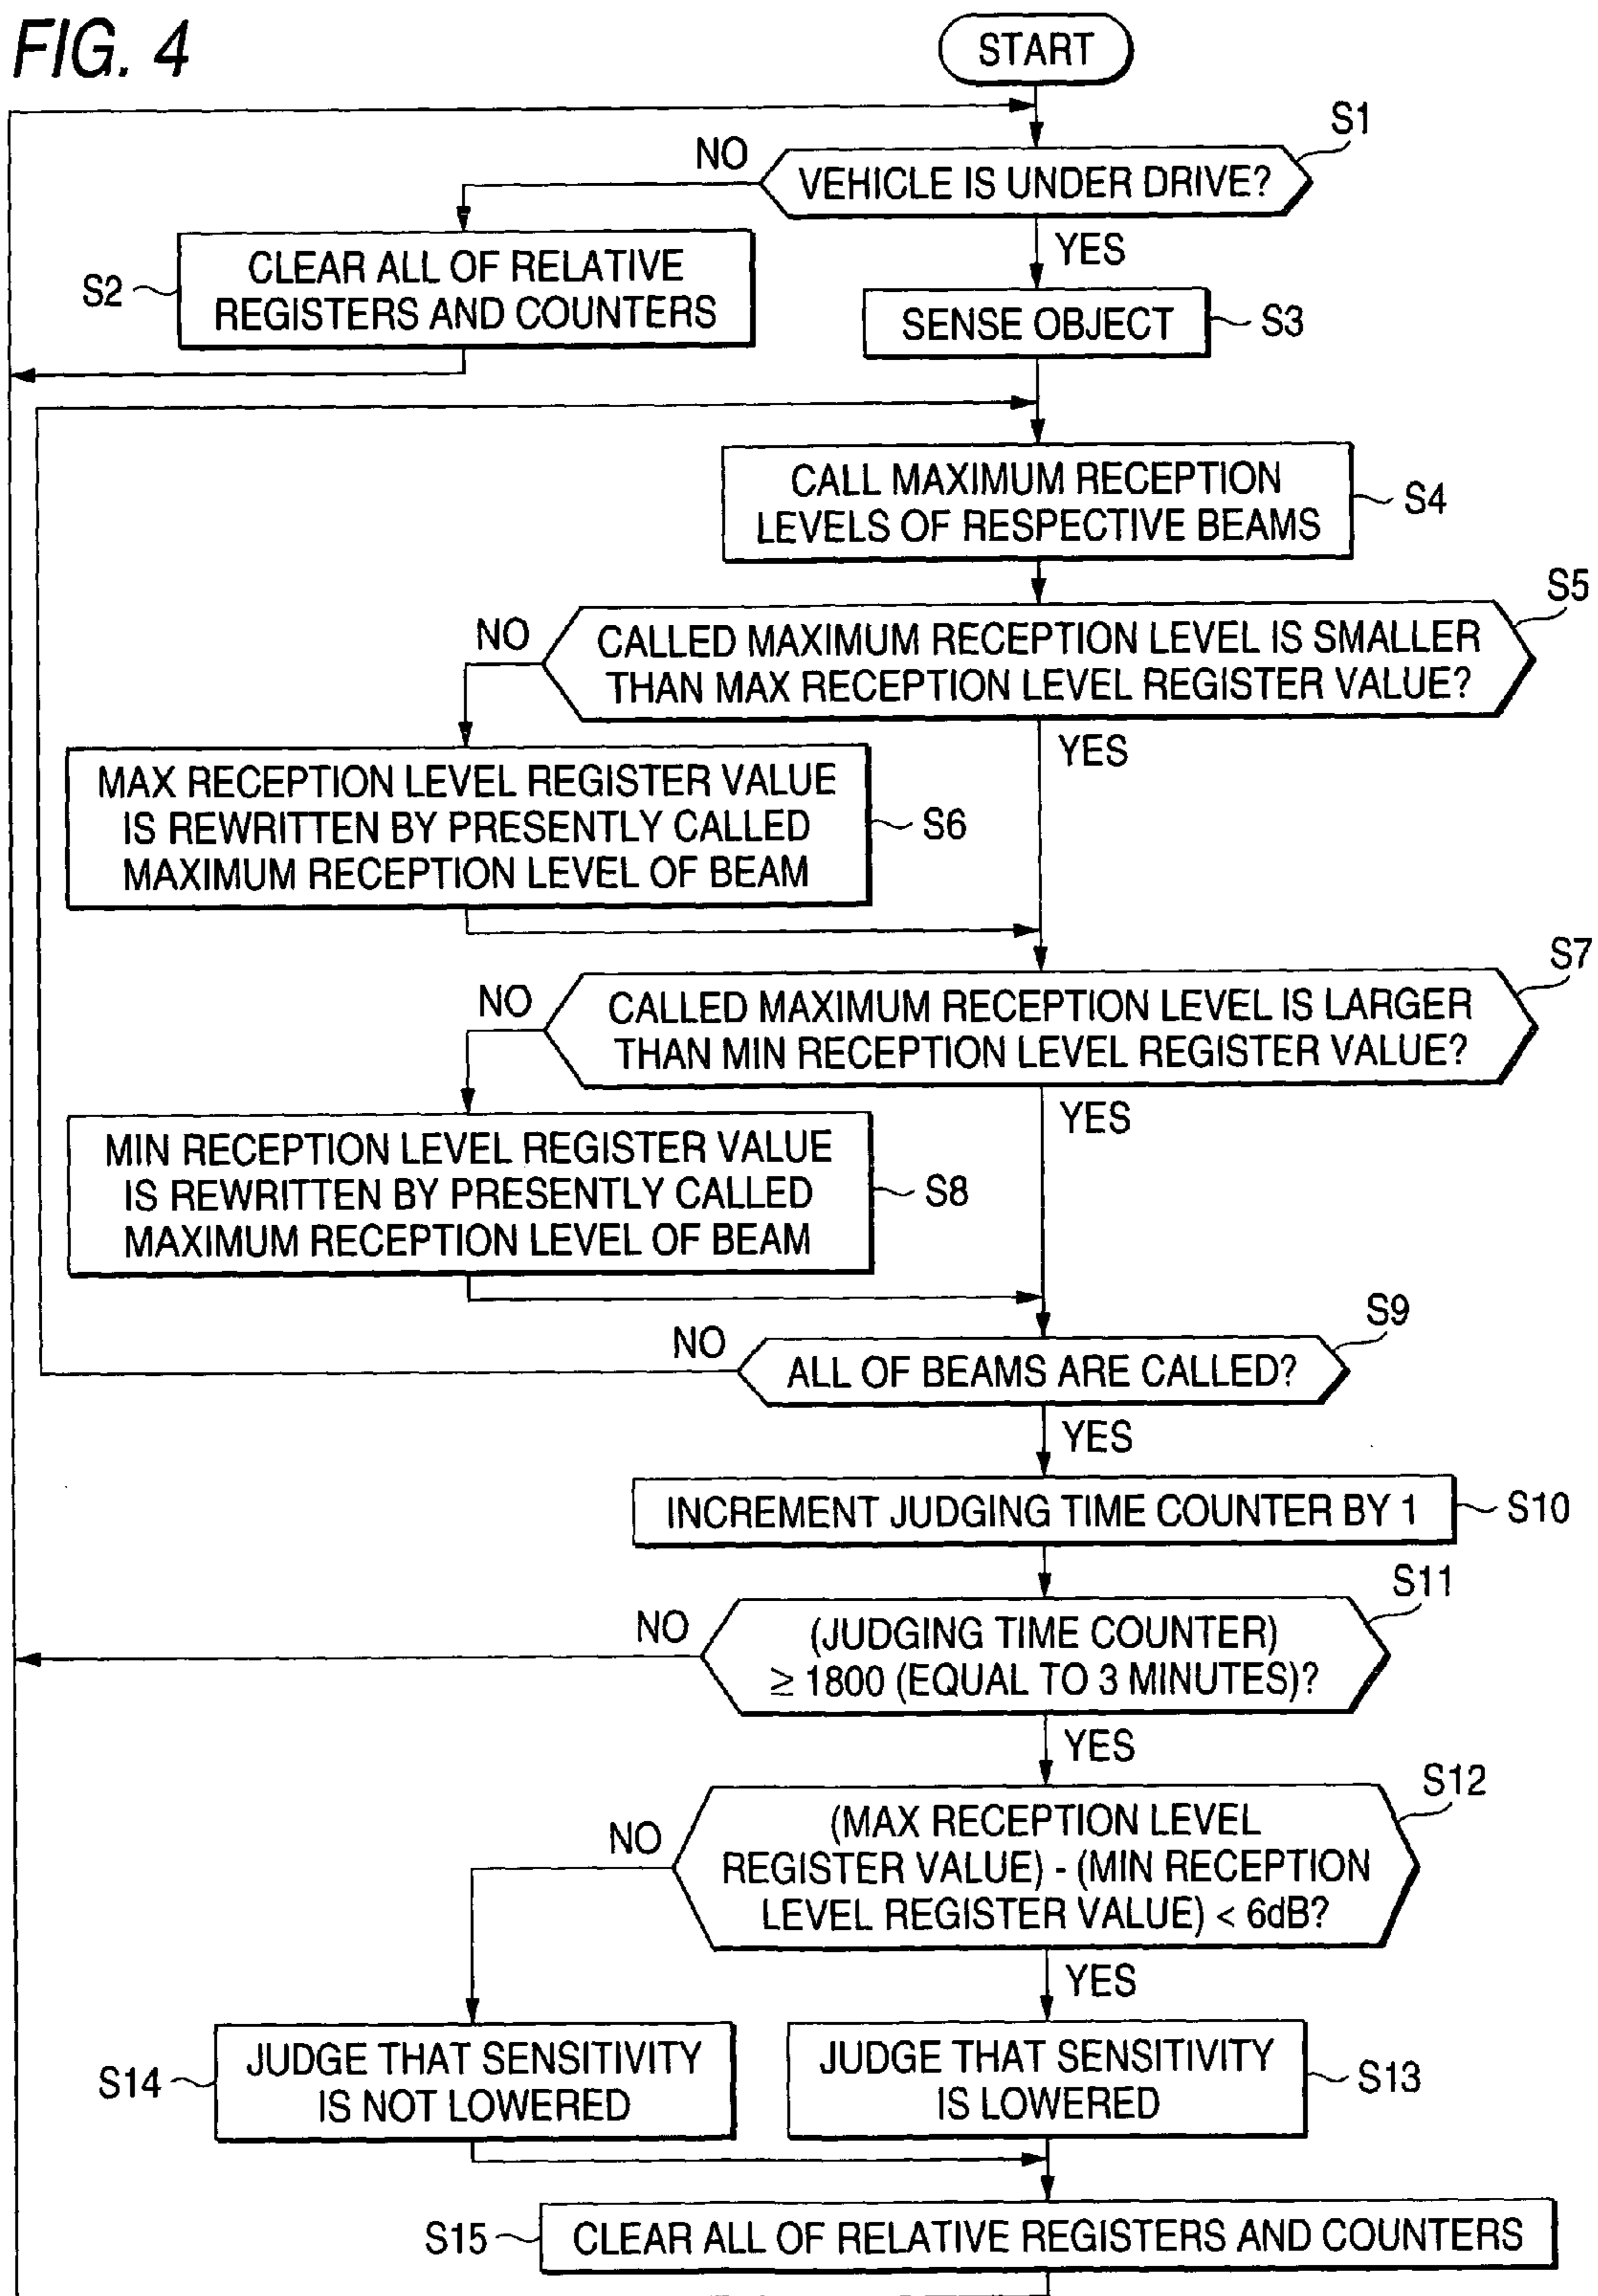 FIG. 4
START
S1
NO
VEHICLE IS UNDER DRIVE?
YES
S2
CLEAR ALL OF RELATIVE
REGISTERS AND COUNTERS
SENSE OBJECT
S3
CALL MAXIMUM RECEPTION
LEVELS OF RESPECTIVE BEAMS
S4
S5
NO
CALLED MAXIMUM RECEPTION LEVEL IS SMALLER
THAN MAX RECEPTION LEVEL REGISTER VALUE?
YES
MAX RECEPTION LEVEL REGISTER VALUE
IS REWRITTEN BY PRESENTLY CALLED
MAXIMUM RECEPTION LEVEL OF BEAM
S6
S7
NO
CALLED MAXIMUM RECEPTION LEVEL IS LARGER
THAN MIN RECEPTION LEVEL REGISTER VALUE?
YES
MIN RECEPTION LEVEL REGISTER VALUE
IS REWRITTEN BY PRESENTLY CALLED
MAXIMUM RECEPTION LEVEL OF BEAM
S8
S9
NO
ALL OF BEAMS ARE CALLED?
YES
INCREMENT JUDGING TIME COUNTER BY 1
S10
S11
NO
(JUDGING TIME COUNTER)
≥ 1800 (EQUAL TO 3 MINUTES)?
YES
S12
NO
(MAX RECEPTION LEVEL
REGISTER VALUE) - (MIN RECEPTION
LEVEL REGISTER VALUE) < 6dB?
YES
S14
JUDGE THAT SENSITIVITY
IS NOT LOWERED
JUDGE THAT SENSITIVITY
IS LOWERED
S13
S15
CLEAR ALL OF RELATIVE REGISTERS AND COUNTERS